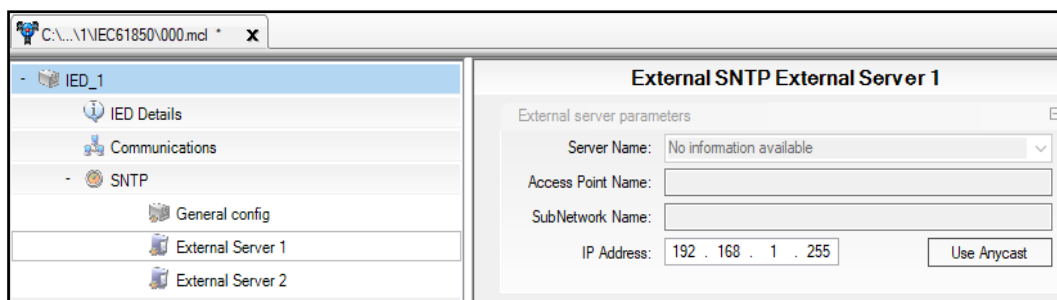 C:\...\1\IEC61850\000.mcl * X
- IED_1
IED Details
Communications
- SNTP
General config
External Server 1
External Server 2
External SNTP External Server 1
External server parameters
Server Name: No information available
Access Point Name:
SubNetwork Name:
IP Address: 192 . 168 . 1 . 255 Use Anycast